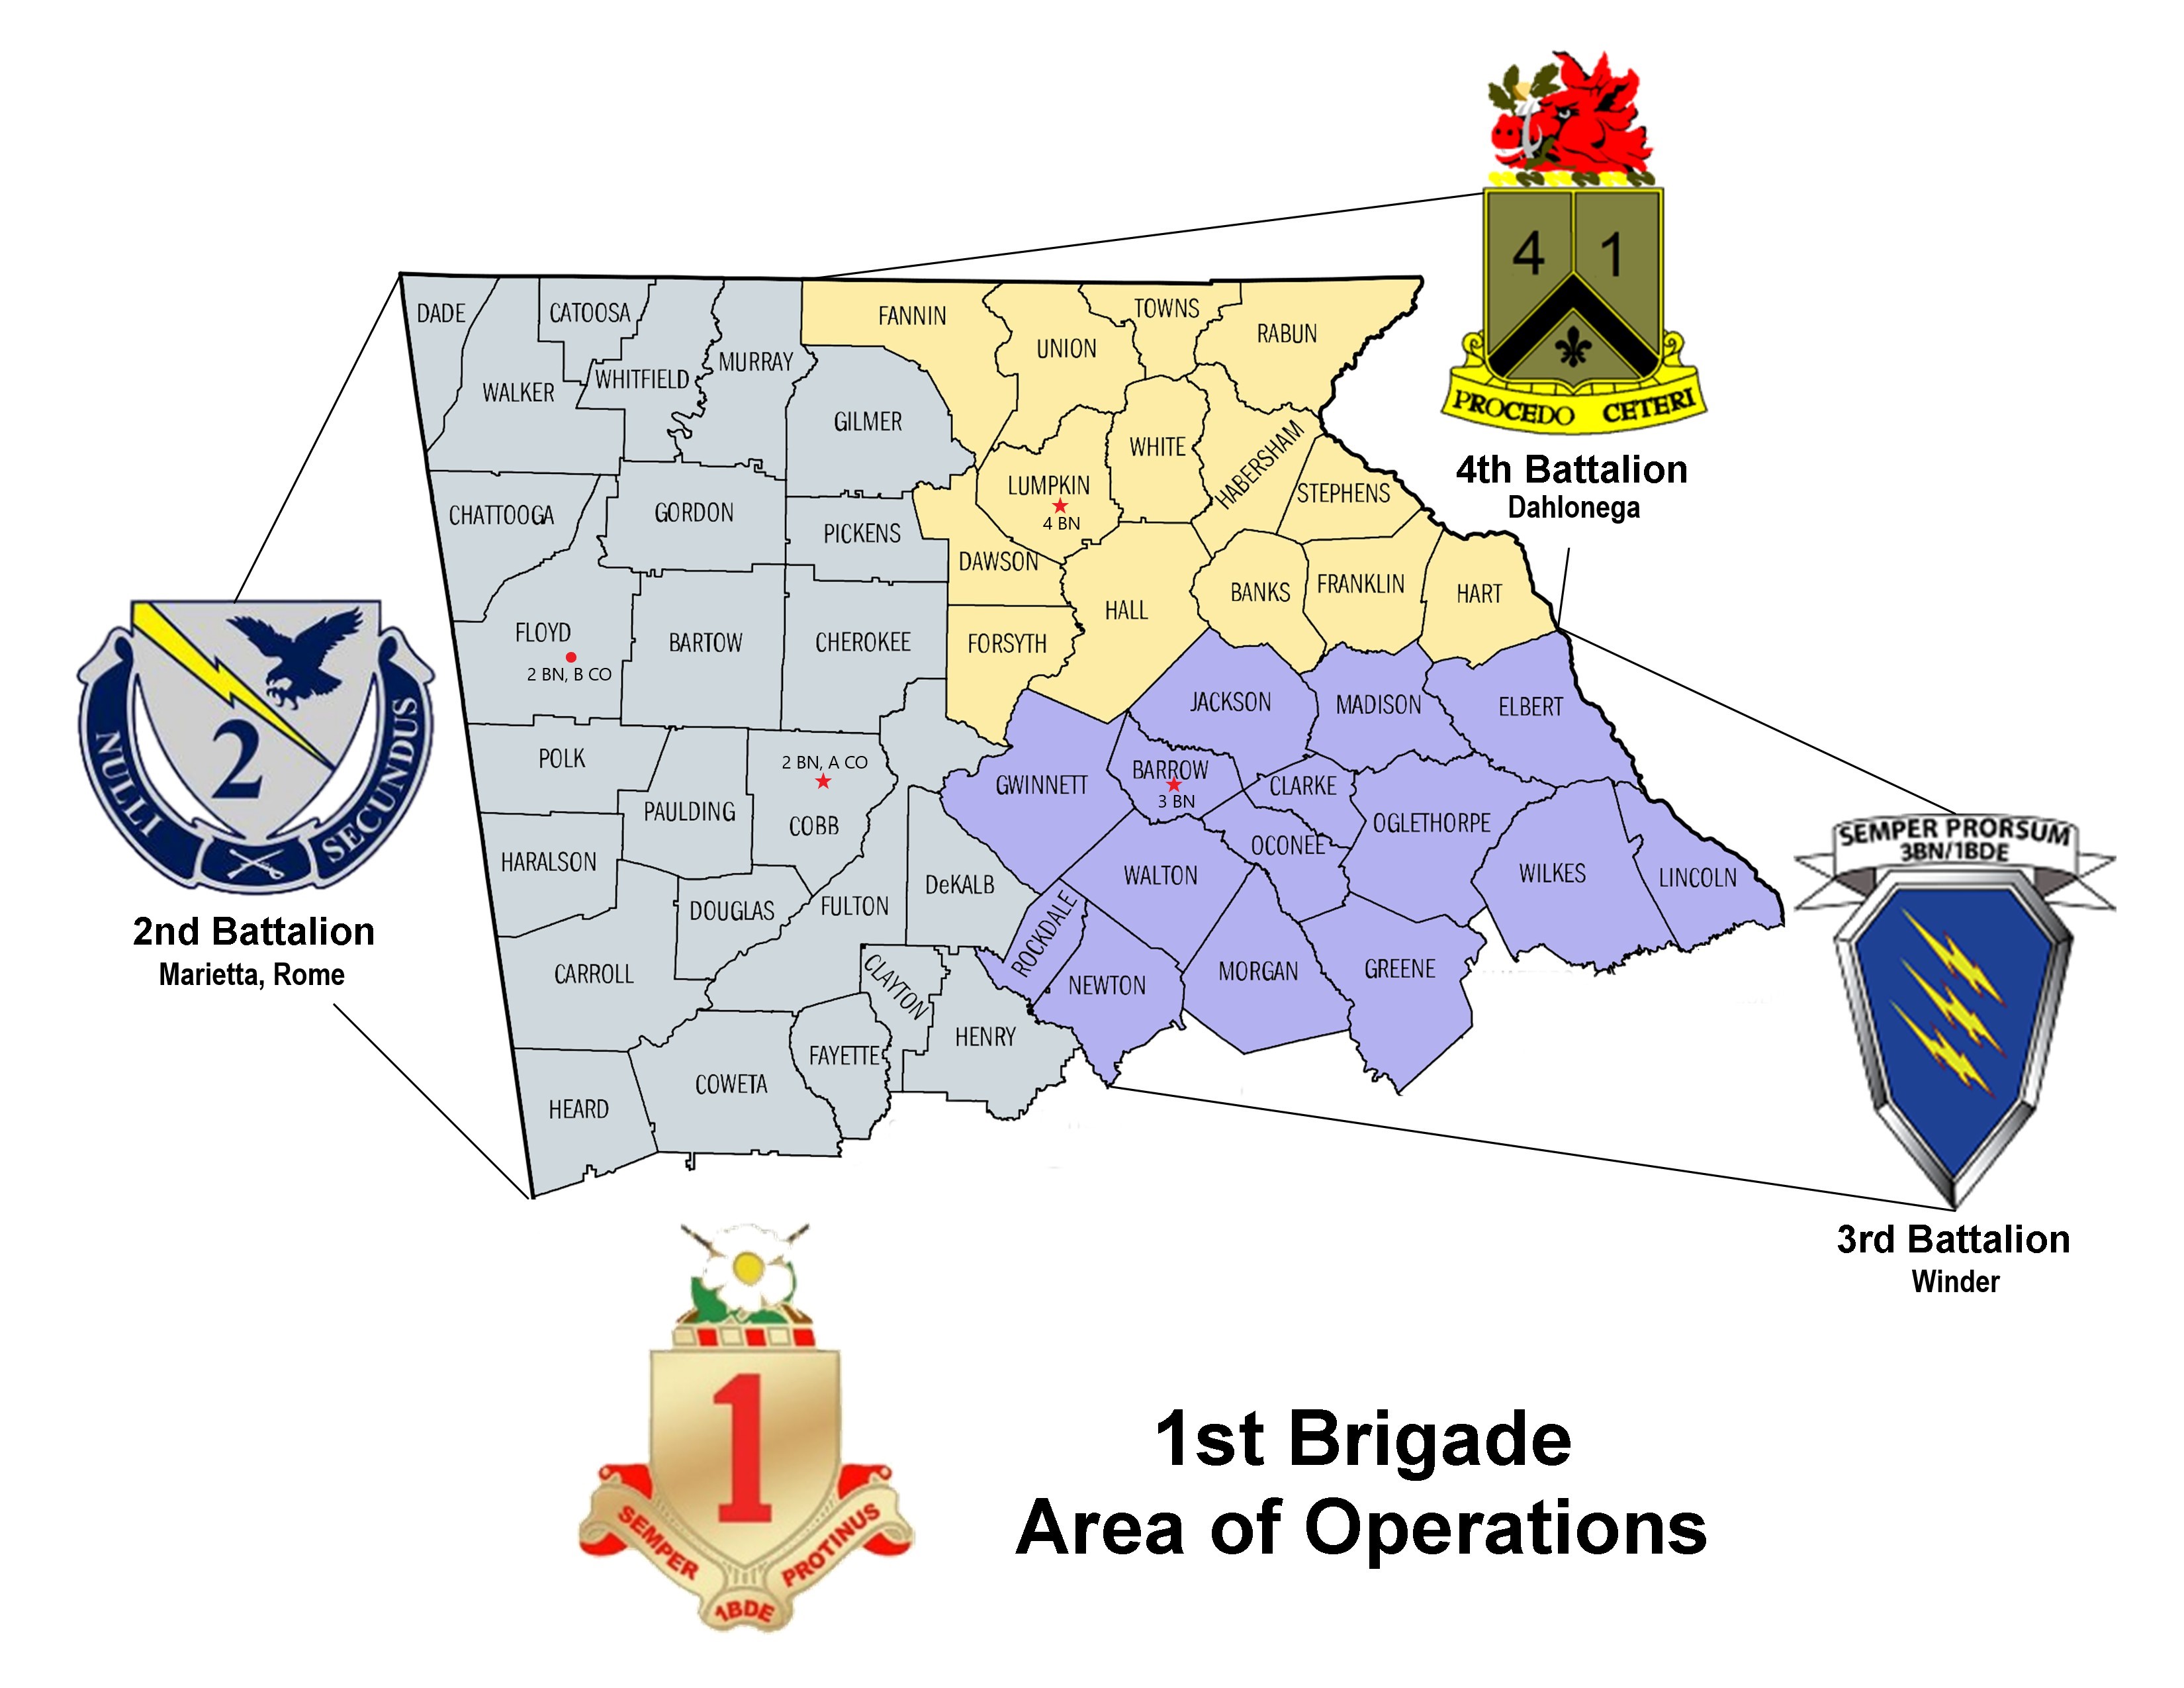 4 1
PROCEDO CETERI
4th Battalion
Dahlonega
DADE
CATOOSA
WALKER
WHITFIELD
MURRAY
FANNIN
UNION
TOWNS
RABUN
GILMER
WHITE
HABERSHAM
STEPHENS
LUMPKIN
4 BN
CHATTOOGA
GORDON
PICKENS
DAWSON
HALL
BANKS
FRANKLIN
HART
FLOYD
2 BN, B CO
BARTOW
CHEROKEE
FORSYTH
2
NULLI SECUNDUS
2nd Battalion
Marietta, Rome
JACKSON
MADISON
ELBERT
POLK
PAULDING
2 BN, A CO
COBB
GWINNETT
BARROW
3 BN
CLARKE
OCONEE
OGLETHORPE
WILKES
LINCOLN
HARALSON
DOUGLAS
FULTON
DeKALB
WALTON
ROCKDALE
NEWTON
MORGAN
GREENE
CARROLL
CLAYTON
HENRY
FAYETTE
COWETA
HEARD
SEMPER PRORSUM
3BN/1BDE
3rd Battalion
Winder
1
SEMPER PROTINUS
1BDE
1st Brigade
Area of Operations